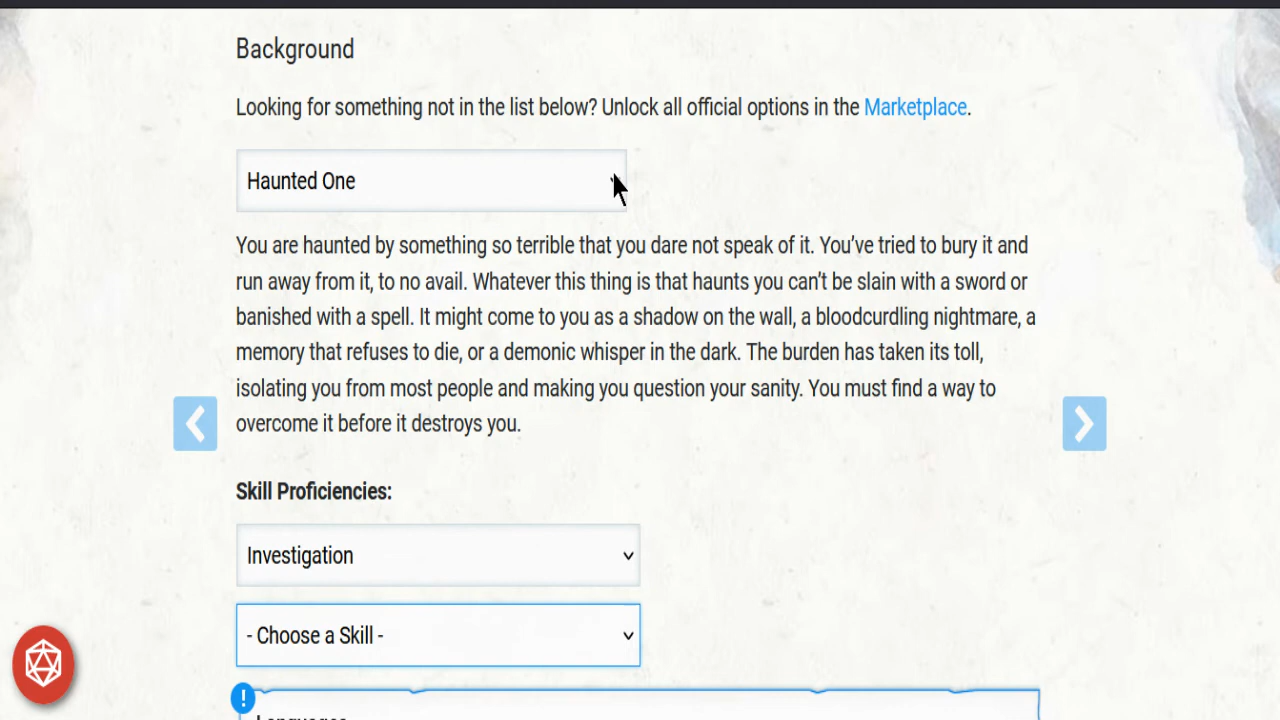 Background
Looking for something not in the list below? Unlock all official options in the Marketplace.
Haunted One
You are haunted by something so terrible that you dare not speak of it. You’ve tried to bury it and
run away from it, to no avail. Whatever this thing is that haunts you can’t be slain with a sword or
banished with a spell. It might come to you as a shadow on the wall, a bloodcurdling nightmare, a
memory that refuses to die, or a demonic whisper in the dark. The burden has taken its toll,
isolating you from most people and making you question your sanity. You must find a way to
overcome it before it destroys you.
Skill Proficiencies:
Investigation
- Choose a Skill -
!
Languages